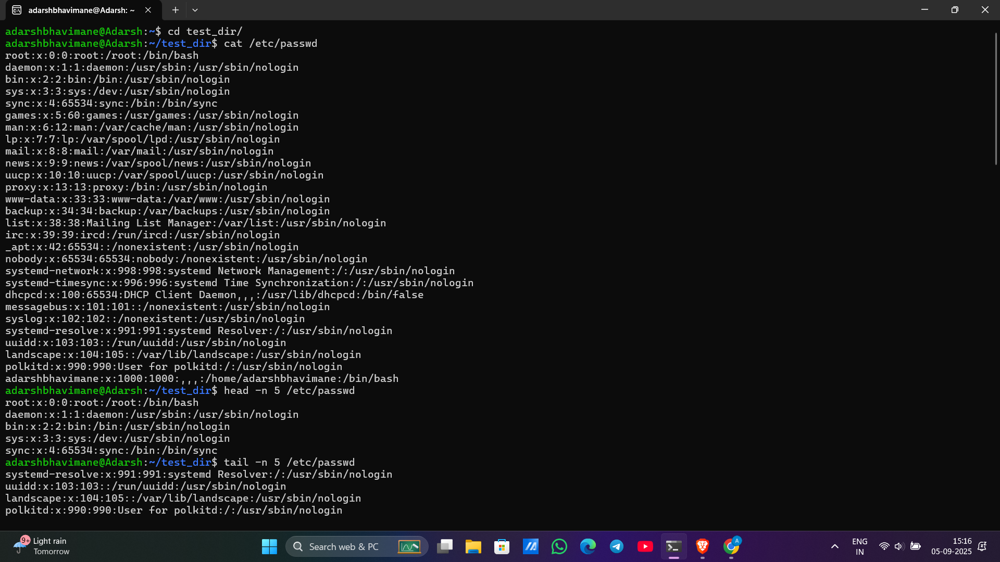 adarshbhavimane@Adarsh: ~
adarshbhavimane@Adarsh:~$ cd test_dir/
adarshbhavimane@Adarsh:~/test_dir$ cat /etc/passwd
root:x:0:0:root:/root:/bin/bash
daemon:x:1:1:daemon:/usr/sbin:/usr/sbin/nologin
bin:x:2:2:bin:/bin:/usr/sbin/nologin
sys:x:3:3:sys:/dev:/usr/sbin/nologin
sync:x:4:65534:sync:/bin:/bin/sync
games:x:5:60:games:/usr/games:/usr/sbin/nologin
man:x:6:12:man:/var/cache/man:/usr/sbin/nologin
lp:x:7:7:lp:/var/spool/lpd:/usr/sbin/nologin
mail:x:8:8:mail:/var/mail:/usr/sbin/nologin
news:x:9:9:news:/var/spool/news:/usr/sbin/nologin
uucp:x:10:10:uucp:/var/spool/uucp:/usr/sbin/nologin
proxy:x:13:13:proxy:/bin:/usr/sbin/nologin
www-data:x:33:33:www-data:/var/www:/usr/sbin/nologin
backup:x:34:34:backup:/var/backups:/usr/sbin/nologin
list:x:38:38:Mailing List Manager:/var/list:/usr/sbin/nologin
irc:x:39:39:ircd:/run/ircd:/usr/sbin/nologin
_apt:x:42:65534::/nonexistent:/usr/sbin/nologin
nobody:x:65534:65534:nobody:/nonexistent:/usr/sbin/nologin
systemd-network:x:998:998:systemd Network Management:/:/usr/sbin/nologin
systemd-timesync:x:996:996:systemd Time Synchronization:/:/usr/sbin/nologin
dhcpcd:x:100:65534:DHCP Client Daemon,,,:/usr/lib/dhcpcd:/bin/false
messagebus:x:101:101::/nonexistent:/usr/sbin/nologin
syslog:x:102:102::/nonexistent:/usr/sbin/nologin
systemd-resolve:x:991:991:systemd Resolver:/:/usr/sbin/nologin
uuidd:x:103:103::/run/uuidd:/usr/sbin/nologin
landscape:x:104:105::/var/lib/landscape:/usr/sbin/nologin
polkitd:x:990:990:User for polkitd:/:/usr/sbin/nologin
adarshbhavimane:x:1000:1000:,,,:/home/adarshbhavimane:/bin/bash
adarshbhavimane@Adarsh:~/test_dir$ head -n 5 /etc/passwd
root:x:0:0:root:/root:/bin/bash
daemon:x:1:1:daemon:/usr/sbin:/usr/sbin/nologin
bin:x:2:2:bin:/bin:/usr/sbin/nologin
sys:x:3:3:sys:/dev:/usr/sbin/nologin
sync:x:4:65534:sync:/bin:/bin/sync
adarshbhavimane@Adarsh:~/test_dir$ tail -n 5 /etc/passwd
systemd-resolve:x:991:991:systemd Resolver:/:/usr/sbin/nologin
uuidd:x:103:103::/run/uuidd:/usr/sbin/nologin
landscape:x:104:105::/var/lib/landscape:/usr/sbin/nologin
polkitd:x:990:990:User for polkitd:/:/usr/sbin/nologin
9+
Light rain
Tomorrow
Search web & PC
A
ENG
IN
15:16
05-09-2025